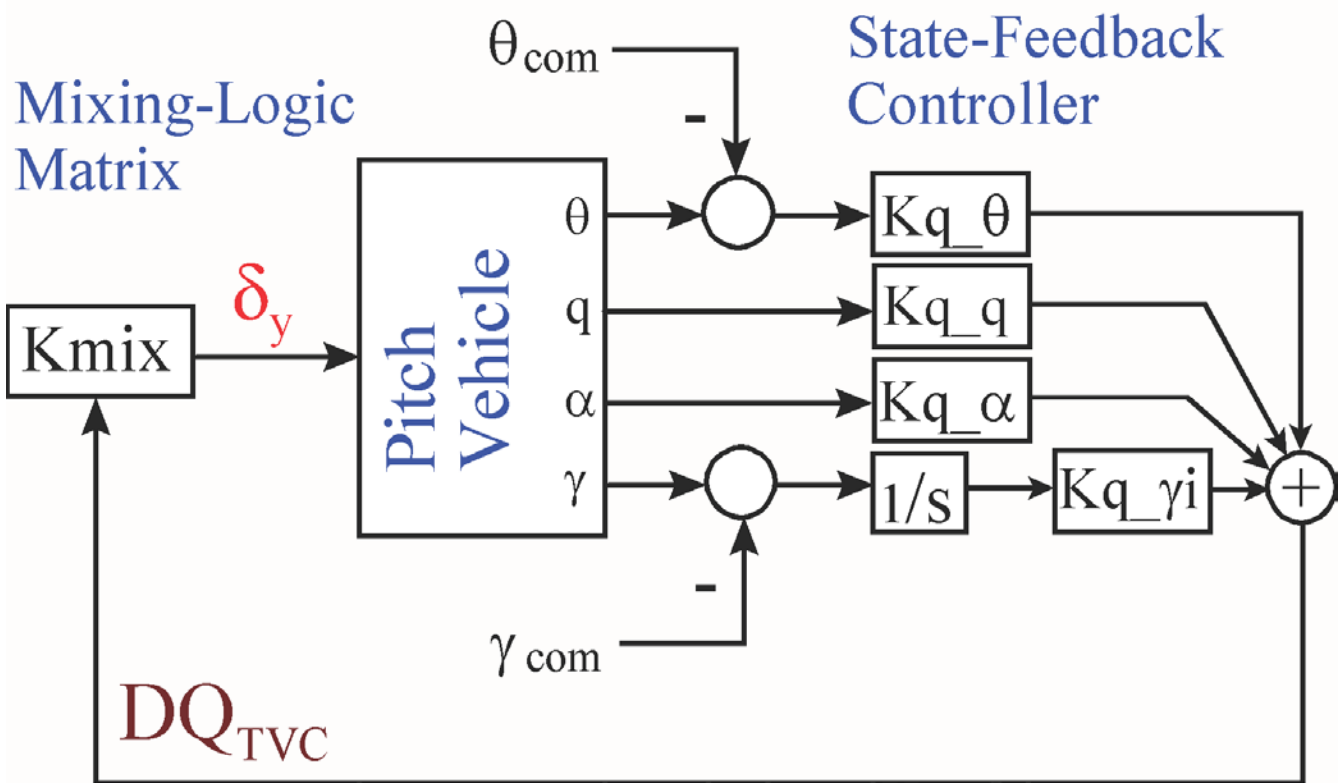 θcom
State-Feedback
Controller
Mixing-Logic
Matrix
-
Pitch
Vehicle
θ
Kq_θ
q
Kq_q
δy
Kmix
α
Kq_α
γ
1/s
Kq_γi
+
-
γ com
DQTVC